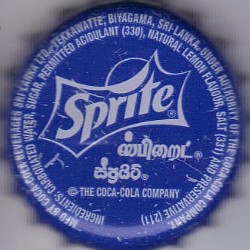 MFD BY COCA-COLA BEVERAGES SRI LANKA LTD., TEKKAWATTE, BIYAGAMA, SRI LANKA, UNDER AUTHORITY OF THE COCA-COLA COMPANY.
INGREDIENTS: CARBONATED WATER, SUGAR, PERMITTED ACIDULANT (330), NATURAL LEMON FLAVOUR, SALT (331) AND PRESERVATIVE (211)
Sprite
ஸ்பிறைட்
ස්ප්‍රයිට්
© THE COCA-COLA COMPANY